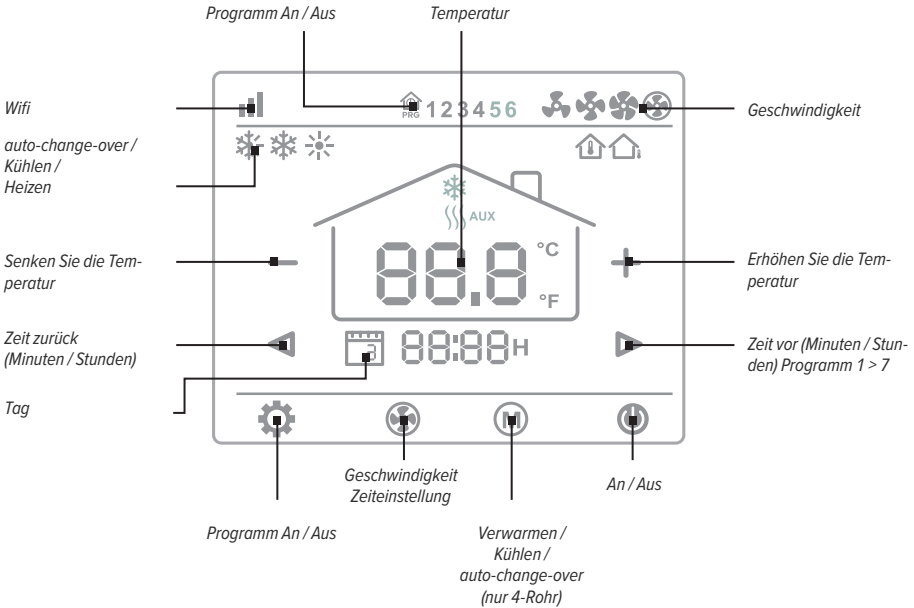 Programm An / Aus
Temperatur
Wifi
PRG 1 2 3 4 5 6
Geschwindigkeit
auto-change-over /
Kühlen /
Heizen
AUX
Senken Sie die Tem-
peratur
88.8 °C
°F
Erhöhen Sie die Tem-
peratur
Zeit zurück
(Minuten / Stunden)
3 88:88 H
Zeit vor (Minuten / Stun-
den) Programm 1 > 7
Tag
M
Geschwindigkeit
Zeiteinstellung
An / Aus
Programm An / Aus
Verwarmen /
Kühlen /
auto-change-over
(nur 4-Rohr)